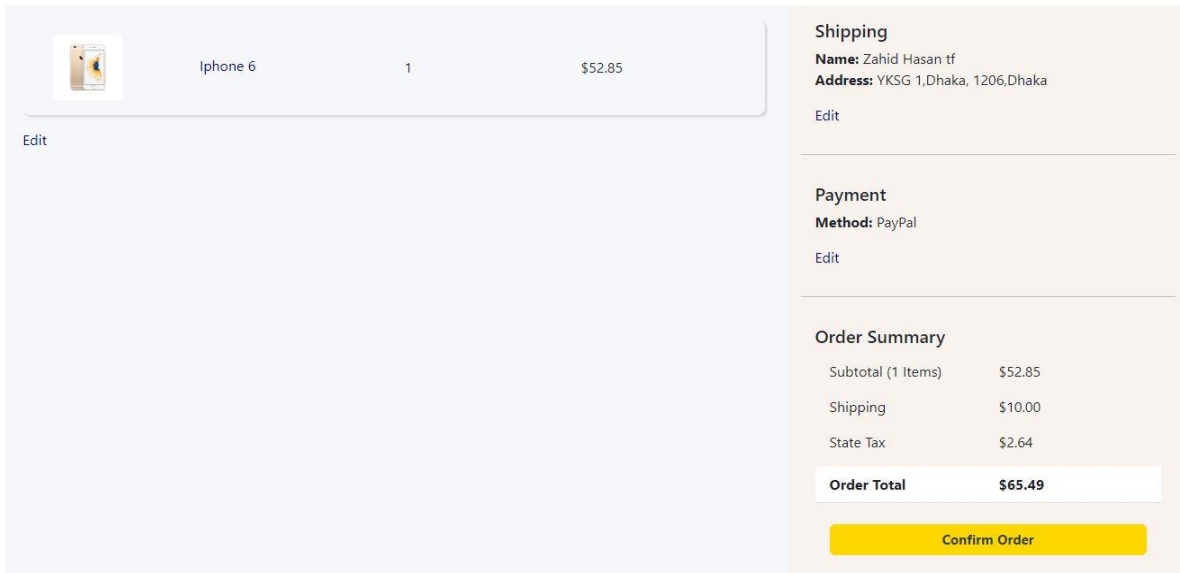 Iphone 6 1 $52.85
Edit
Shipping
Name: Zahid Hasan tf
Address: YKSG 1,Dhaka, 1206,Dhaka
Edit
Payment
Method: PayPal
Edit
Order Summary
Subtotal (1 Items) $52.85
Shipping $10.00
State Tax $2.64
Order Total $65.49
Confirm Order